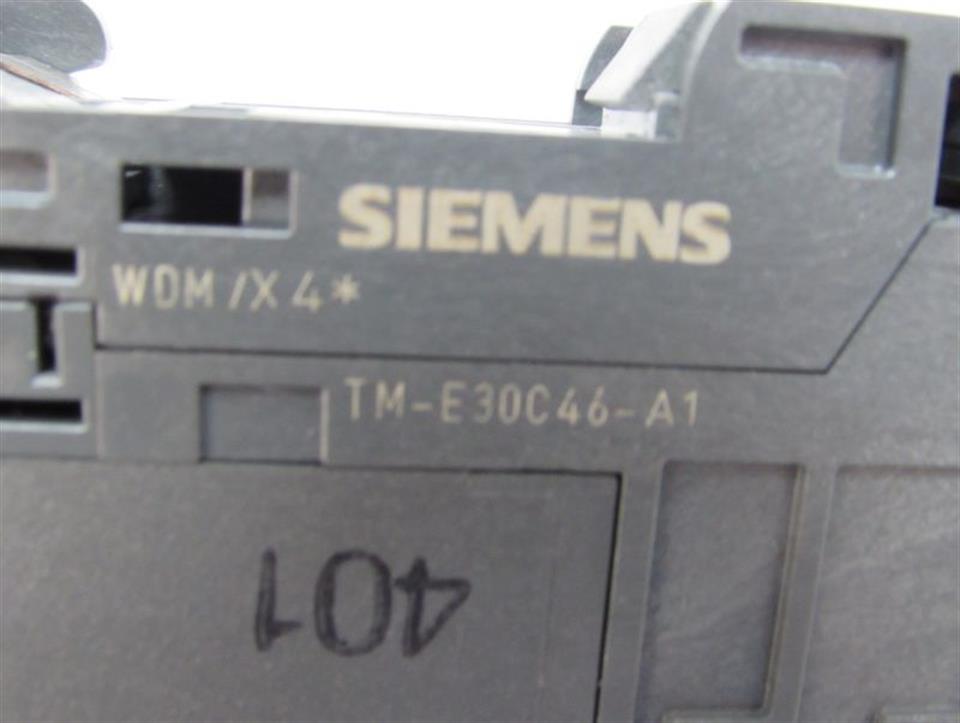 SIEMENS
WDM /X 4*
TM-E30C46-A1
401